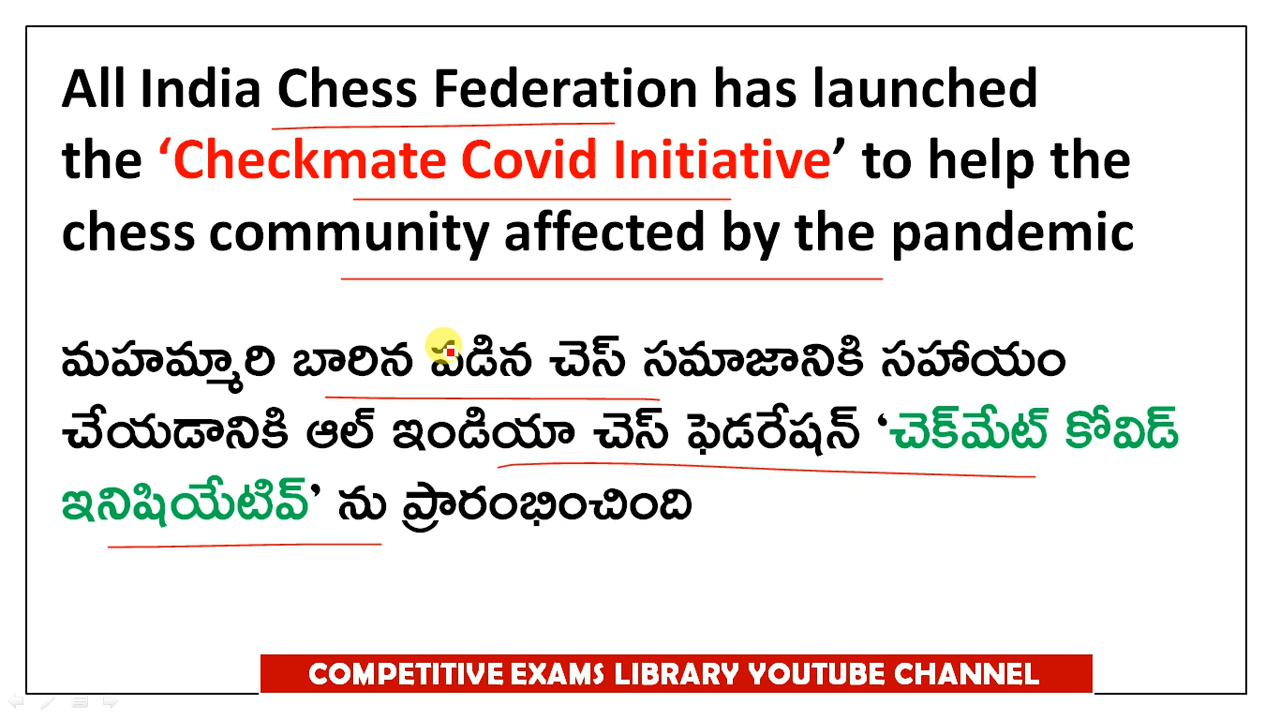 All India Chess Federation has launched
the ‘Checkmate Covid Initiative’ to help the
chess community affected by the pandemic
మహమ్మారి బారిన పడిన చెస్ సమాజానికి సహాయం
చేయడానికి ఆల్ ఇండియా చెస్ ఫెడరేషన్ ‘చెక్‌మేట్ కోవిడ్
ఇనిషియేటివ్’ ను ప్రారంభించింది
COMPETITIVE EXAMS LIBRARY YOUTUBE CHANNEL